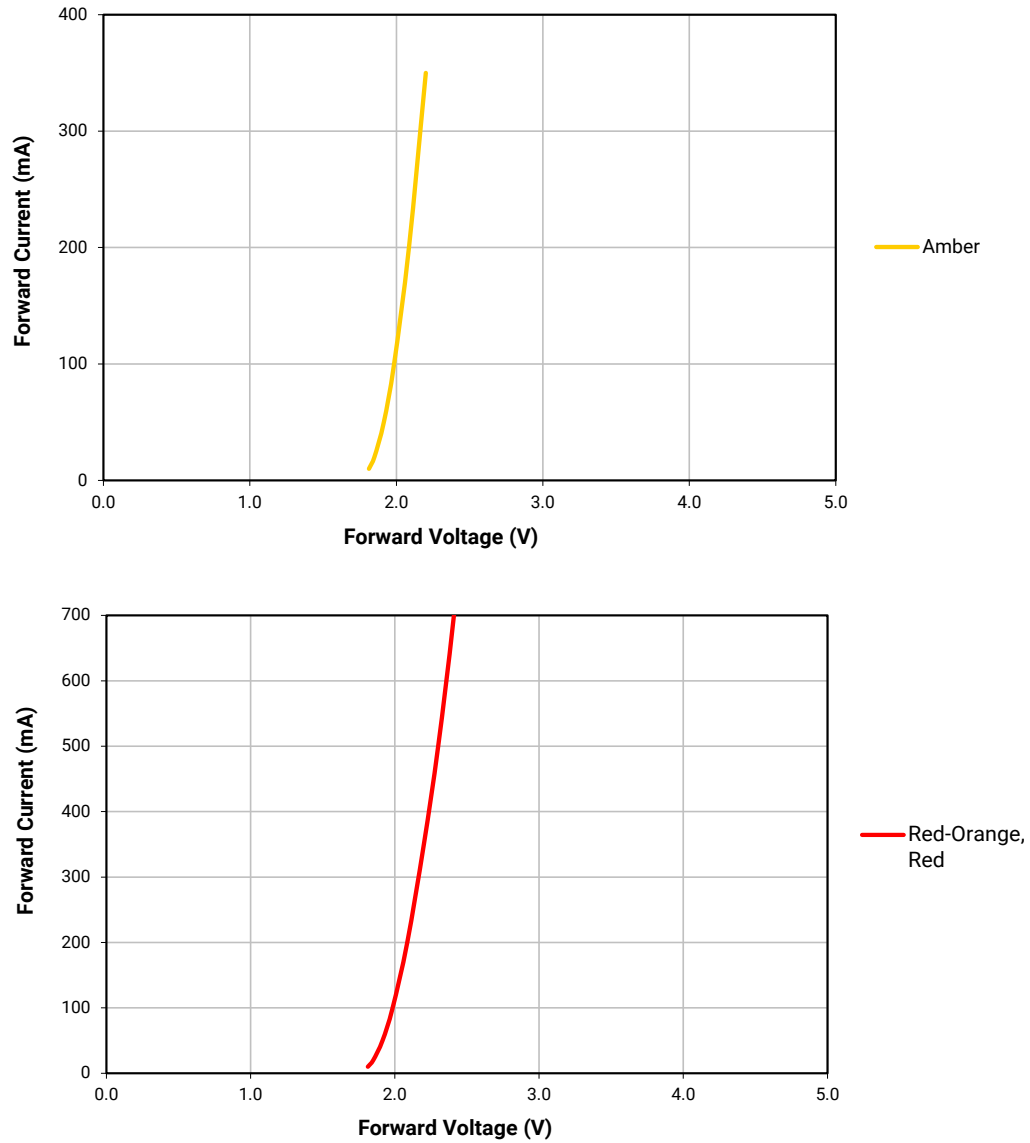 400
300
200
100
0
0.0 1.0 2.0 3.0 4.0 5.0
Forward Current (mA)
Forward Voltage (V)
Amber
700
600
500
400
300
200
100
0
0.0 1.0 2.0 3.0 4.0 5.0
Forward Current (mA)
Forward Voltage (V)
Red-Orange,
Red